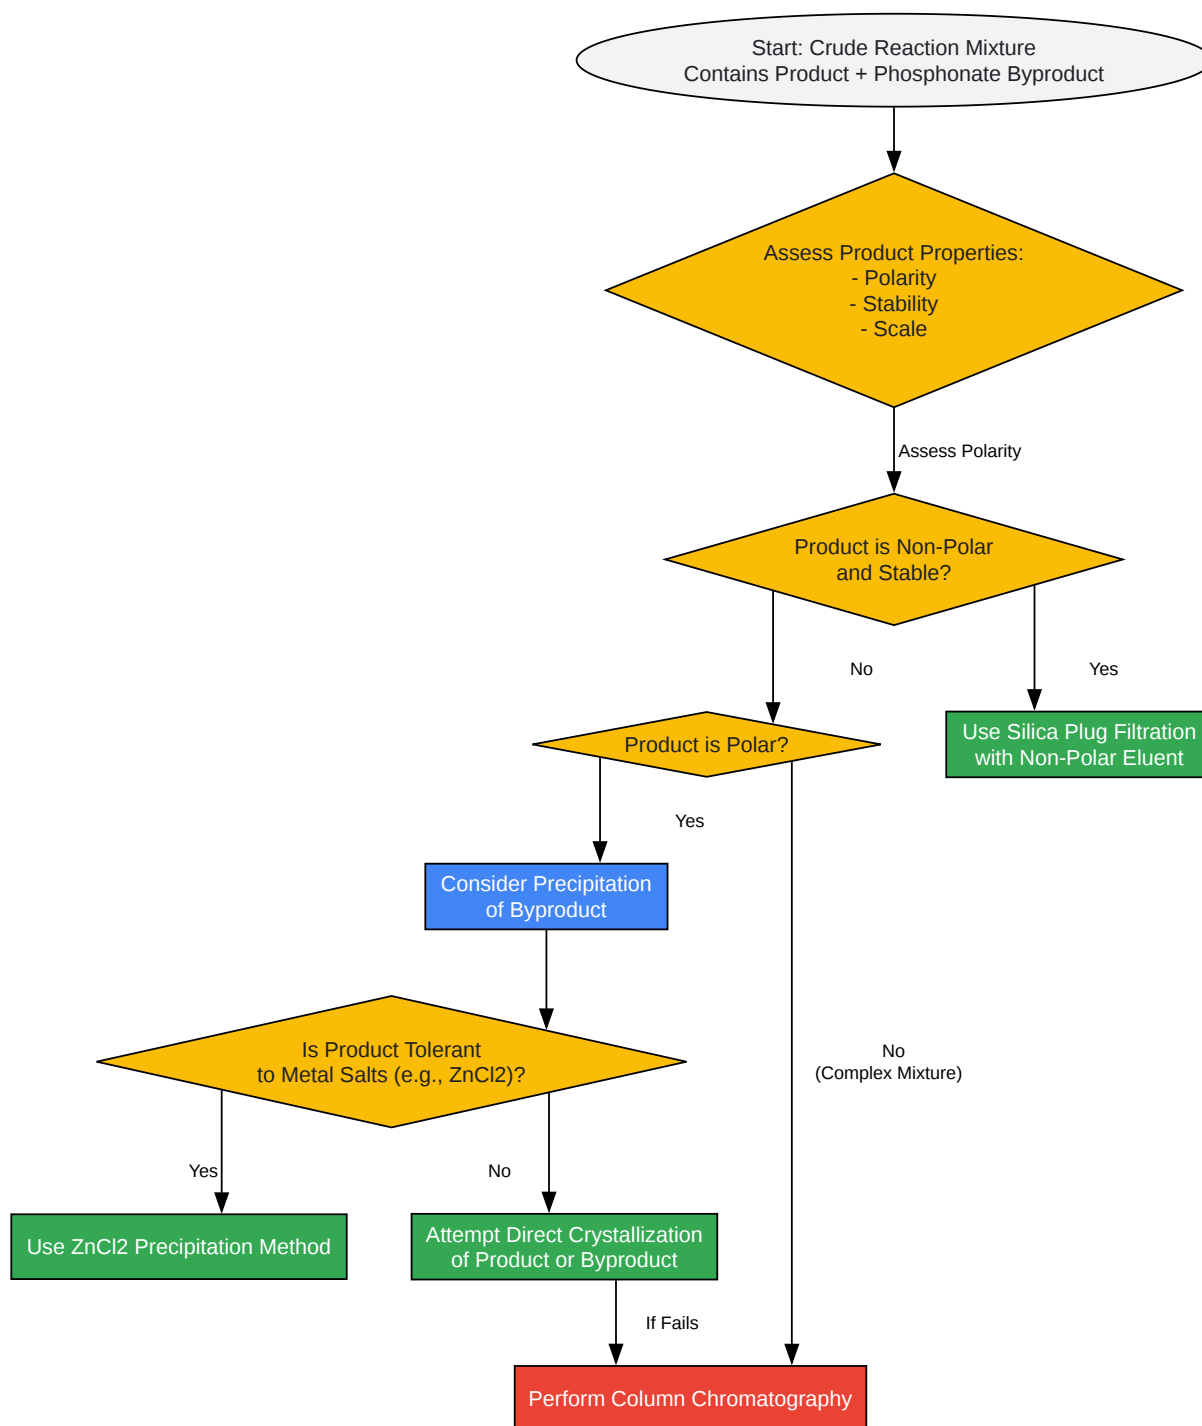 Start: Crude Reaction Mixture
Contains Product + Phosphonate Byproduct
Assess Product Properties:
- Polarity
- Stability
- Scale
Assess Polarity
Product is Non-Polar
and Stable?
No
Yes
Product is Polar?
Use Silica Plug Filtration
with Non-Polar Eluent
Yes
Consider Precipitation
of Byproduct
Is Product Tolerant
to Metal Salts (e.g., ZnCl2)?
No
(Complex Mixture)
Yes
No
Use ZnCl2 Precipitation Method
Attempt Direct Crystallization
of Product or Byproduct
If Fails
Perform Column Chromatography